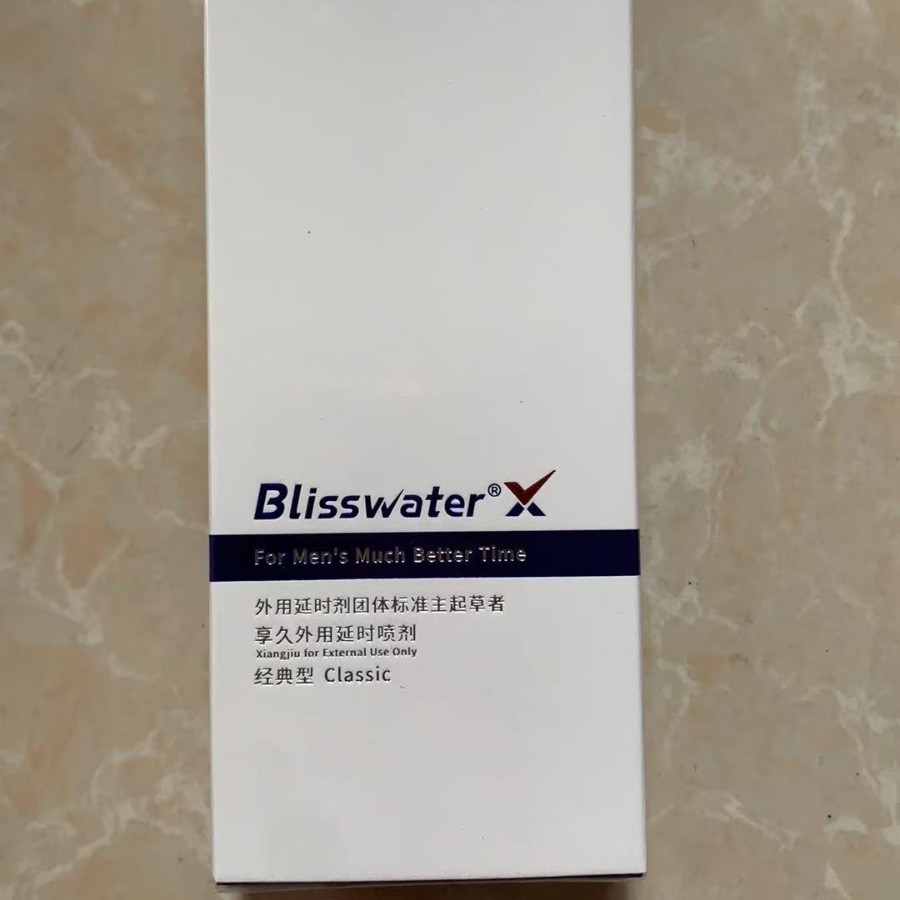 Blisswater® X
For Men's Much Better Time
外用延时剂团体标准主起草者
享久外用延时喷剂
Xiangjiu for External Use Only
经典型 Classic